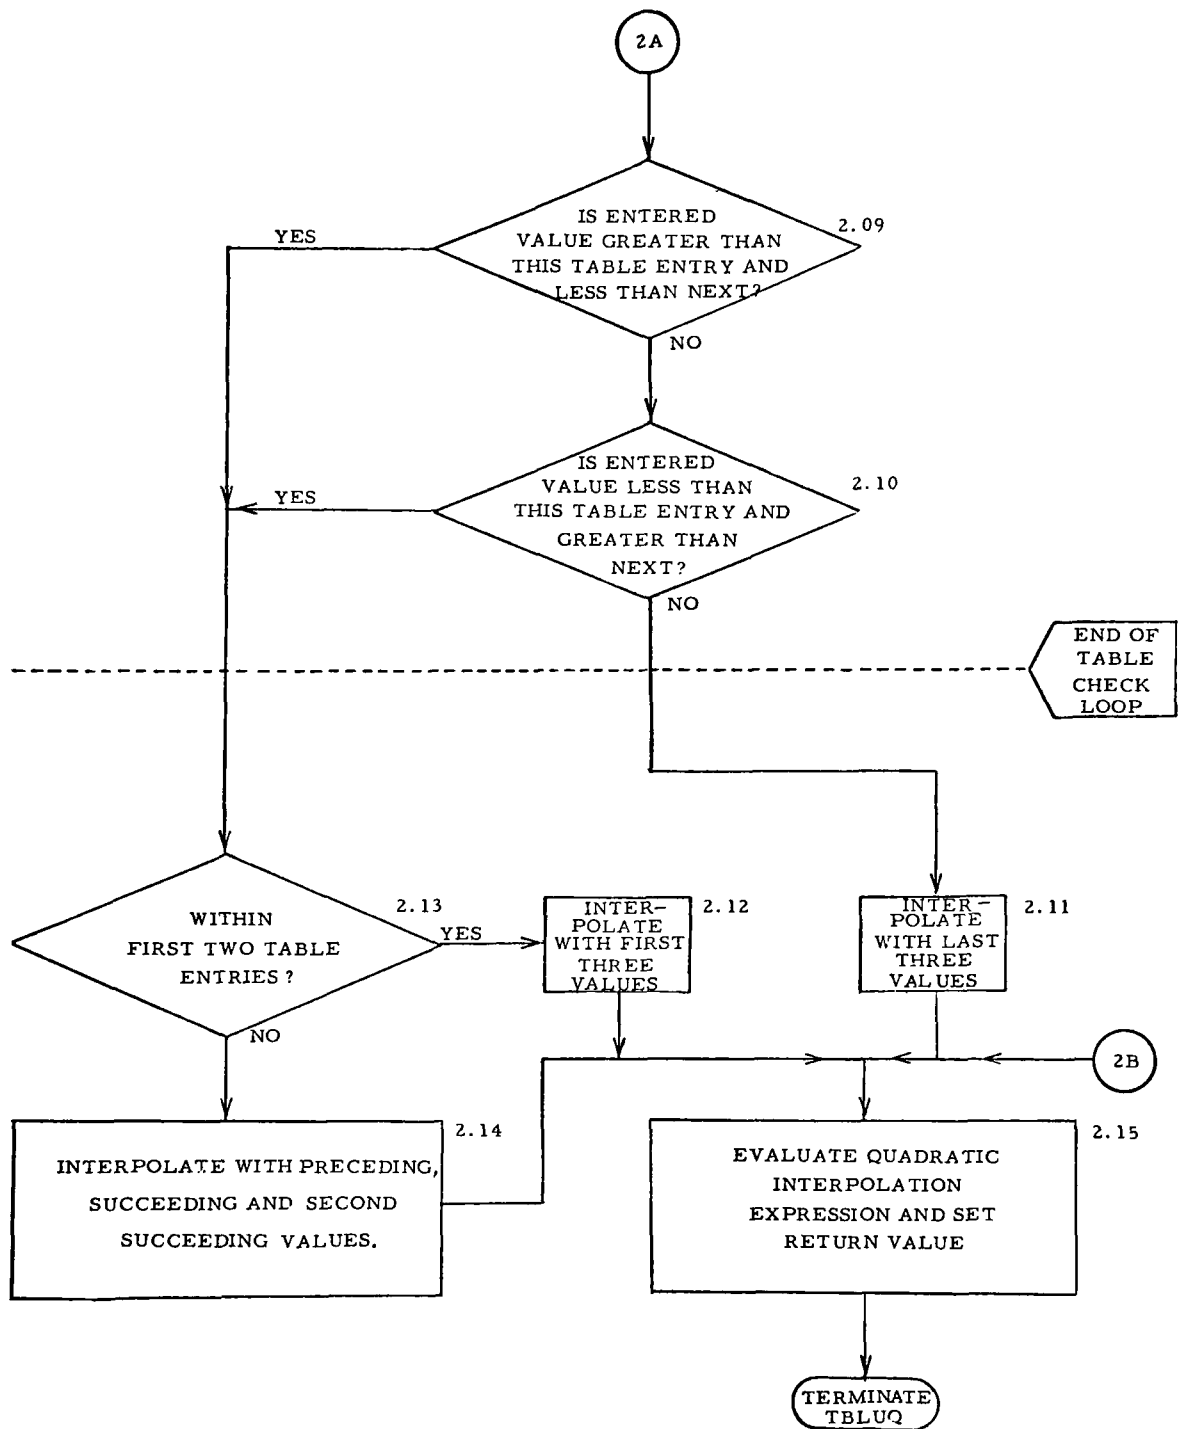 2A
IS ENTERED
VALUE GREATER THAN
THIS TABLE ENTRY AND
LESS THAN NEXT?
2.09
YES
NO
IS ENTERED
VALUE LESS THAN
THIS TABLE ENTRY AND
GREATER THAN
NEXT?
2.10
YES
NO
END OF
TABLE
CHECK
LOOP
WITHIN
FIRST TWO TABLE
ENTRIES?
2.13
YES
NO
INTER-
POLATE
WITH FIRST
THREE
VALUES
2.12
INTER-
POLATE
WITH LAST
THREE
VALUES
2.11
2B
INTERPOLATE WITH PRECEDING,
SUCCEEDING AND SECOND
SUCCEEDING VALUES.
2.14
EVALUATE QUADRATIC
INTERPOLATION
EXPRESSION AND SET
RETURN VALUE
2.15
TERMINATE
TBLUQ